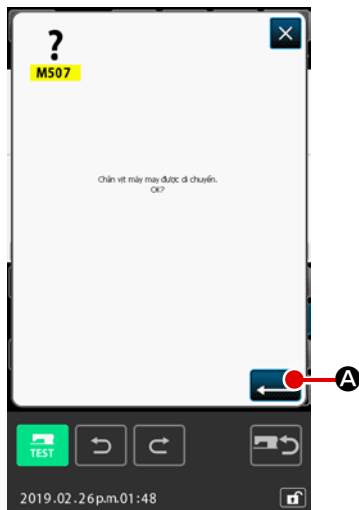 ?
M507
Chân vịt máy may được di chuyển.
OK?
A
TEST
2019.02.26p.m.01:48